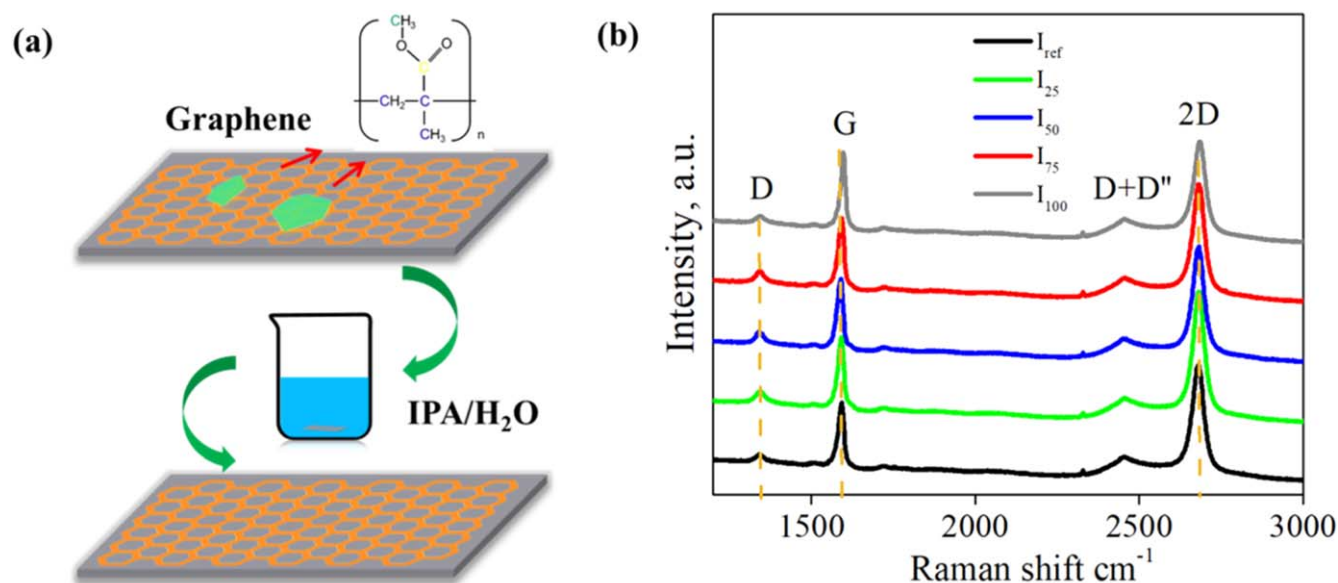 (a)
CH₃
O
O
C
CH₂
C
CH₃
n
Graphene
IPA/H₂O
(b)
I_ref
I₂₅
I₅₀
I₇₅
I₁₀₀
D
G
D+D"
2D
Intensity, a.u.
1500
2000
2500
3000
Raman shift cm⁻¹